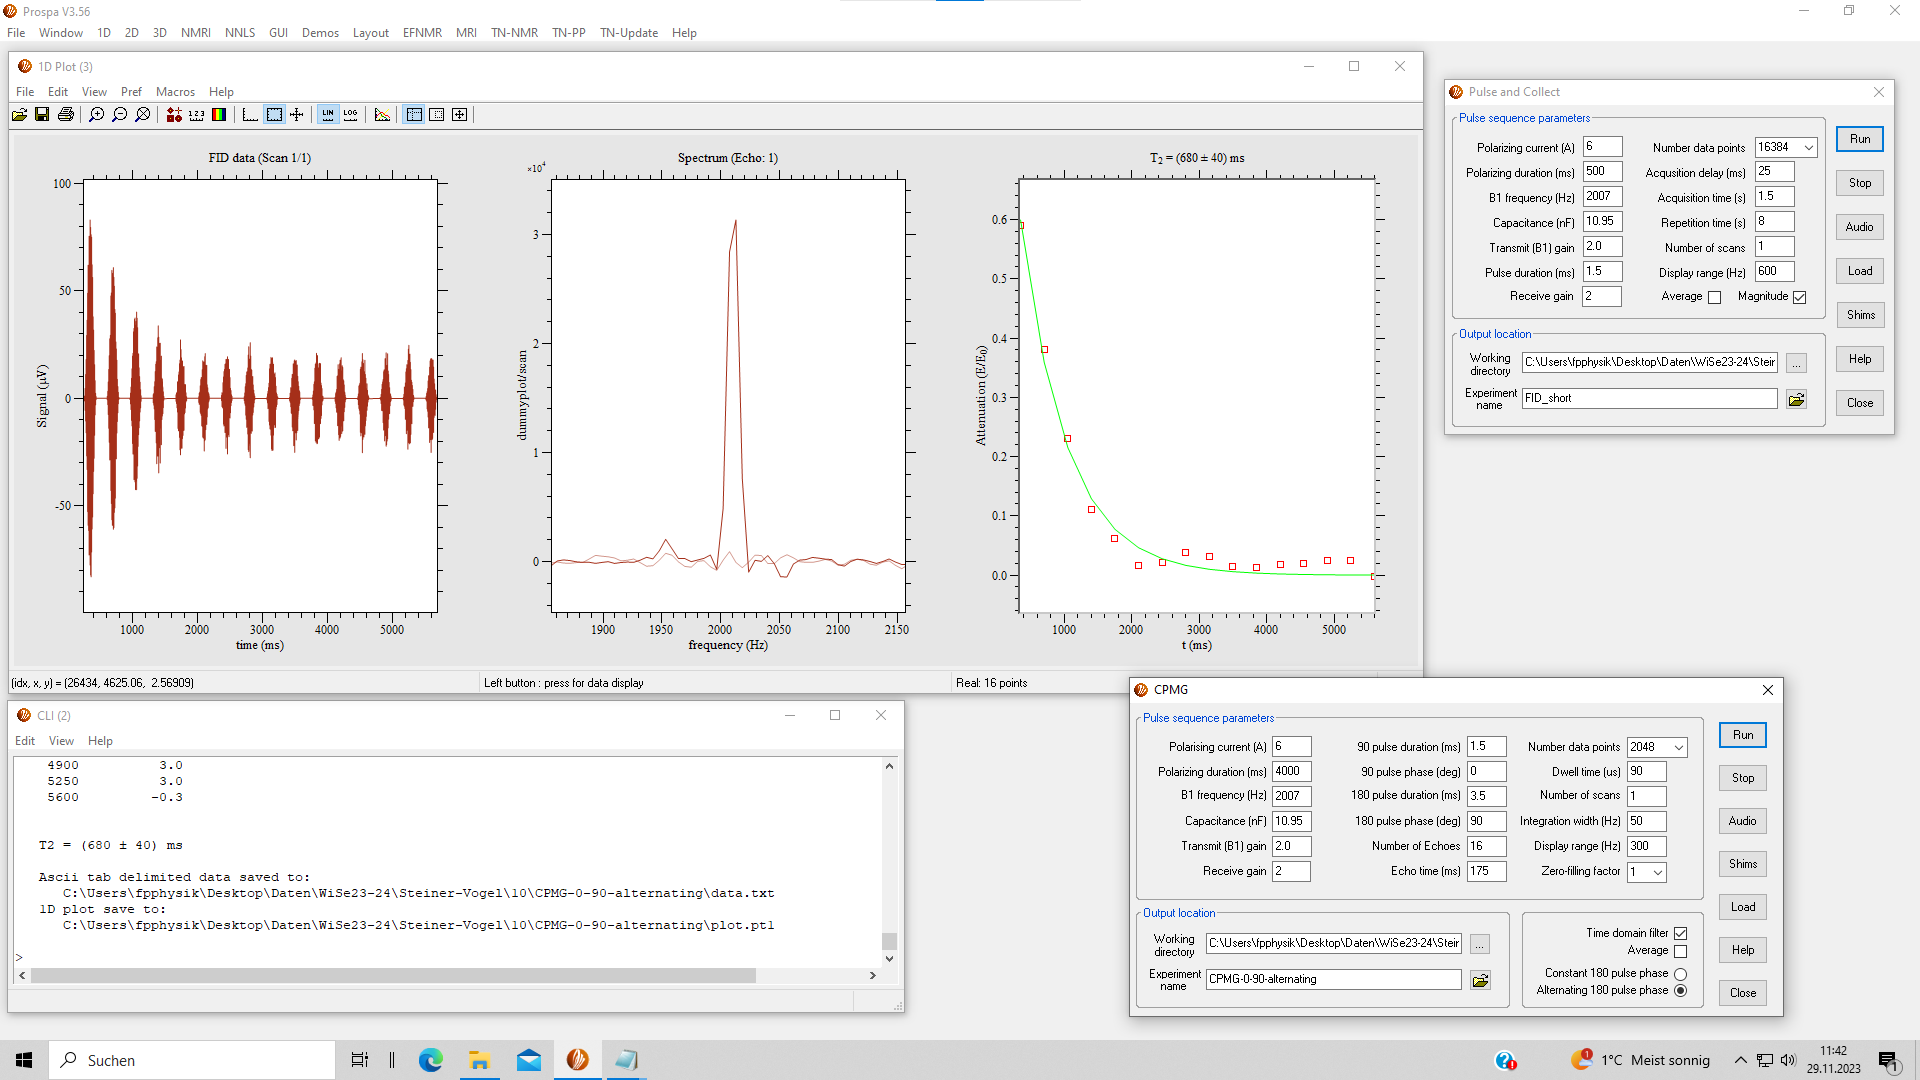 Prospa V3.56
File Window 1D 2D 3D NMRI NNLS GUI Demos Layout EFNMR MRI TN-NMR TN-PP TN-Update Help
1D Plot (3)
File Edit View Pref Macros Help
1 2 3
LIN LOG
FID data (Scan 1/1)
100
50
0
-50
Signal (µV)
1000 2000 3000 4000 5000
time (ms)
Spectrum (Echo: 1)
×10⁴
3
2
1
0
dummyplot/scan
1900 1950 2000 2050 2100 2150
frequency (Hz)
T₂ = (680 ± 40) ms
0.6
0.5
0.4
0.3
0.2
0.1
0.0
Attenuation (E/E₀)
1000 2000 3000 4000 5000
t (ms)
(idx, x, y) = (26434, 4625.06, 2.56909)
Left button : press for data display
Real: 16 points
Pulse and Collect
Pulse sequence parameters
Polarizing current (A) 6 Number data points 16384
Polarizing duration (ms) 500 Acqusition delay (ms) 25
B1 frequency (Hz) 2007 Acquisition time (s) 1.5
Capacitance (nF) 10.95 Repetition time (s) 8
Transmit (B1) gain 2.0 Number of scans 1
Pulse duration (ms) 1.5 Display range (Hz) 600
Receive gain 2 Average Magnitude
Output location
Working directory C:\Users\fpphysik\Desktop\Daten\WiSe23-24\Steir ...
Experiment name FID_short
Run
Stop
Audio
Load
Shims
Help
Close
CLI (2)
Edit View Help
4900 3.0
5250 3.0
5600 -0.3
T2 = (680 ± 40) ms
Ascii tab delimited data saved to:
C:\Users\fpphysik\Desktop\Daten\WiSe23-24\Steiner-Vogel\10\CPMG-0-90-alternating\data.txt
1D plot save to:
C:\Users\fpphysik\Desktop\Daten\WiSe23-24\Steiner-Vogel\10\CPMG-0-90-alternating\plot.pt1
>
CPMG
Pulse sequence parameters
Polarising current (A) 6 90 pulse duration (ms) 1.5 Number data points 2048
Polarizing duration (ms) 4000 90 pulse phase (deg) 0 Dwell time (us) 90
B1 frequency (Hz) 2007 180 pulse duration (ms) 3.5 Number of scans 1
Capacitance (nF) 10.95 180 pulse phase (deg) 90 Integration width (Hz) 50
Transmit (B1) gain 2.0 Number of Echoes 16 Display range (Hz) 300
Receive gain 2 Echo time (ms) 175 Zero-filling factor 1
Output location
Working directory C:\Users\fpphysik\Desktop\Daten\WiSe23-24\Steir ...
Experiment name CPMG-0-90-alternating
Time domain filter
Average
Constant 180 pulse phase
Alternating 180 pulse phase
Run
Stop
Audio
Shims
Load
Help
Close
Suchen
1
1°C Meist sonnig
11:42
29.11.2023
1